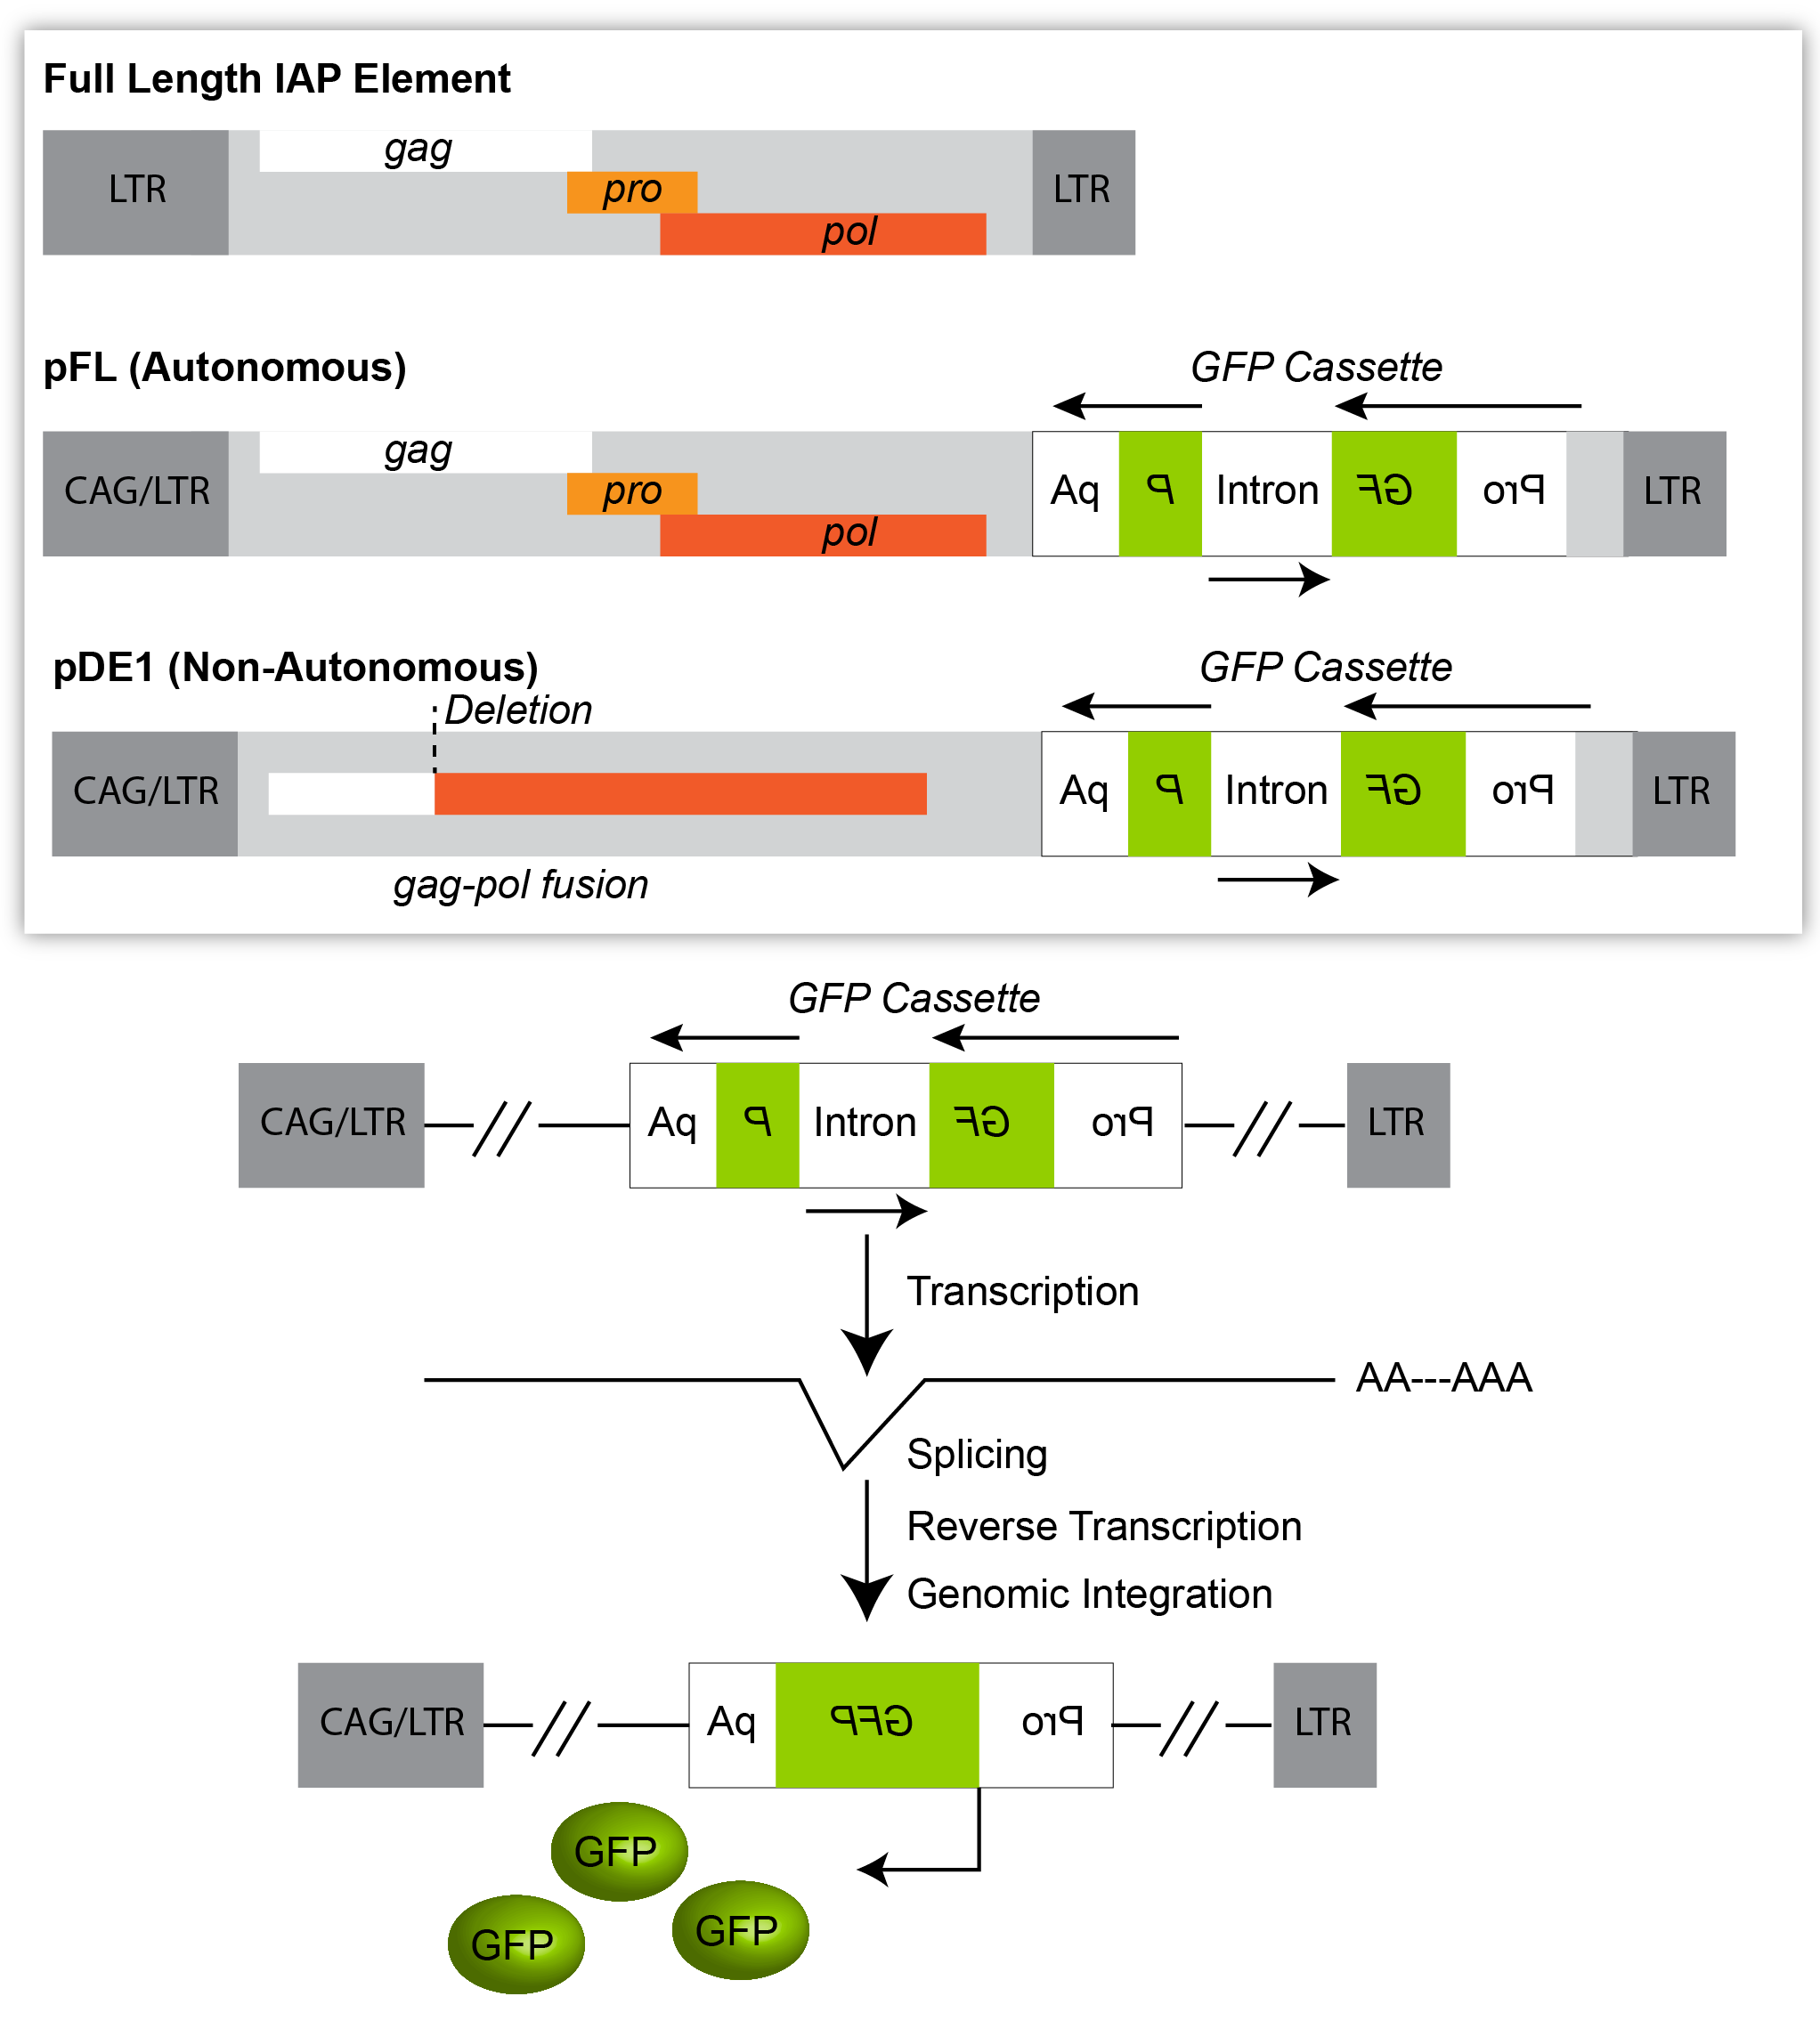 Full Length IAP Element
gag
LTR pro LTR
pol
pFL (Autonomous)
GFP Cassette
gag
CAG/LTR pro Aq P Intron GF Pro LTR
pol
pDE1 (Non-Autonomous)
GFP Cassette
Deletion
CAG/LTR Aq P Intron GF Pro LTR
gag-pol fusion
GFP Cassette
CAG/LTR Aq P Intron GF Pro LTR
Transcription
AA---AAA
Splicing
Reverse Transcription
Genomic Integration
CAG/LTR Aq GFP Pro LTR
GFP
GFP
GFP